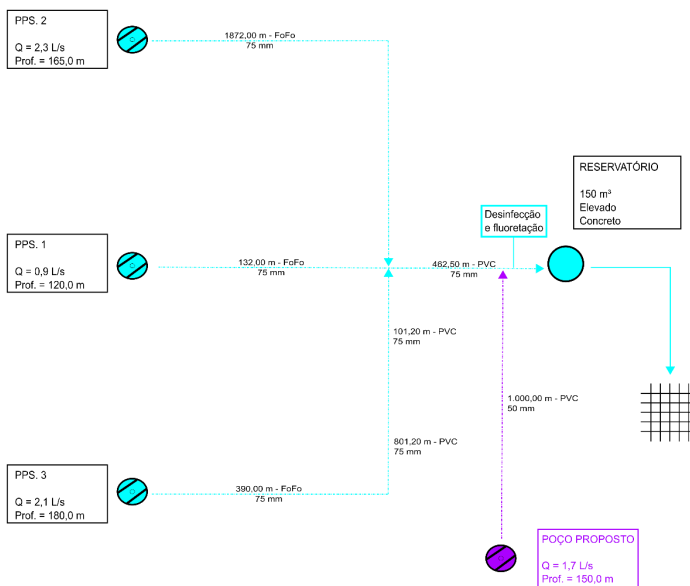 PPS. 2
Q = 2,3 L/s
Prof. = 165,0 m
1872,00 m - FoFo
75 mm
RESERVATÓRIO
150 m³
Elevado
Concreto
Desinfecção
e fluoretação
PPS. 1
Q = 0,9 L/s
Prof. = 120,0 m
132,00 m - FoFo
75 mm
462,50 m - PVC
75 mm
101,20 m - PVC
75 mm
1.000,00 m - PVC
50 mm
801,20 m - PVC
75 mm
PPS. 3
Q = 2,1 L/s
Prof. = 180,0 m
390,00 m - FoFo
75 mm
POÇO PROPOSTO
Q = 1,7 L/s
Prof. = 150,0 m